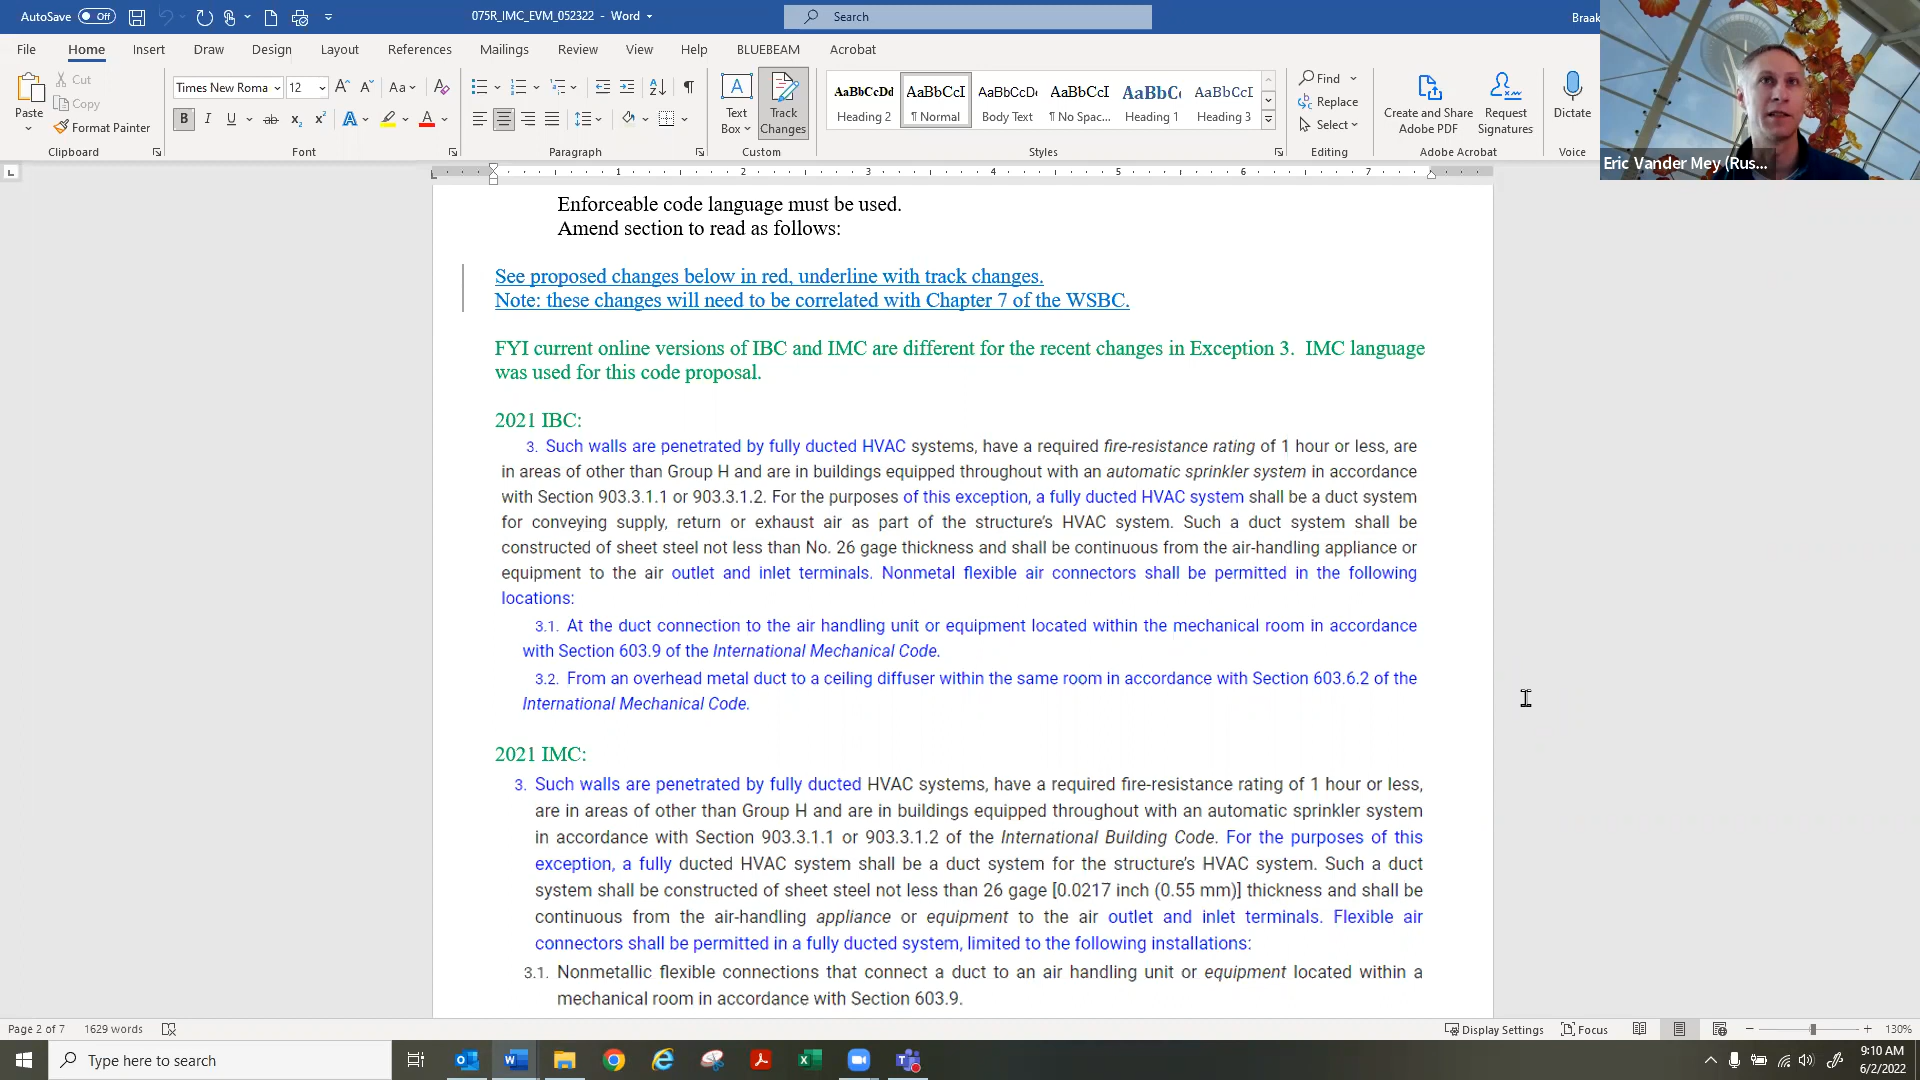 AutoSave Off 075R_IMC_EVM_052322 - Word Search Braak
File Home Insert Draw Design Layout References Mailings Review View Help BLUEBEAM Acrobat
Paste Cut Copy Format Painter
Times New Roma 12
Text Box Track Changes
AaBbCcDd AaBbCcI AaBbCcDc AaBbCcI AaBbC AaBbCcI
Heading 2 ¶ Normal Body Text ¶ No Spac... Heading 1 Heading 3
Find Replace Select
Create and Share Adobe PDF Request Signatures Dictate
Clipboard Font Paragraph Custom Styles Editing Adobe Acrobat Voice
Eric Vander Mey (Rus...
1 2 3 4 5 6 7
Enforceable code language must be used.
Amend section to read as follows:
See proposed changes below in red, underline with track changes.
Note: these changes will need to be correlated with Chapter 7 of the WSBC.
FYI current online versions of IBC and IMC are different for the recent changes in Exception 3. IMC language
was used for this code proposal.
2021 IBC:
3. Such walls are penetrated by fully ducted HVAC systems, have a required fire-resistance rating of 1 hour or less, are
in areas of other than Group H and are in buildings equipped throughout with an automatic sprinkler system in accordance
with Section 903.3.1.1 or 903.3.1.2. For the purposes of this exception, a fully ducted HVAC system shall be a duct system
for conveying supply, return or exhaust air as part of the structure's HVAC system. Such a duct system shall be
constructed of sheet steel not less than No. 26 gage thickness and shall be continuous from the air-handling appliance or
equipment to the air outlet and inlet terminals. Nonmetal flexible air connectors shall be permitted in the following
locations:
3.1. At the duct connection to the air handling unit or equipment located within the mechanical room in accordance
with Section 603.9 of the International Mechanical Code.
3.2. From an overhead metal duct to a ceiling diffuser within the same room in accordance with Section 603.6.2 of the
International Mechanical Code.
2021 IMC:
3. Such walls are penetrated by fully ducted HVAC systems, have a required fire-resistance rating of 1 hour or less,
are in areas of other than Group H and are in buildings equipped throughout with an automatic sprinkler system
in accordance with Section 903.3.1.1 or 903.3.1.2 of the International Building Code. For the purposes of this
exception, a fully ducted HVAC system shall be a duct system for the structure's HVAC system. Such a duct
system shall be constructed of sheet steel not less than 26 gage [0.0217 inch (0.55 mm)] thickness and shall be
continuous from the air-handling appliance or equipment to the air outlet and inlet terminals. Flexible air
connectors shall be permitted in a fully ducted system, limited to the following installations:
3.1. Nonmetallic flexible connections that connect a duct to an air handling unit or equipment located within a
mechanical room in accordance with Section 603.9.
Page 2 of 7 1629 words Display Settings Focus 130%
Type here to search 9:10 AM
6/2/2022